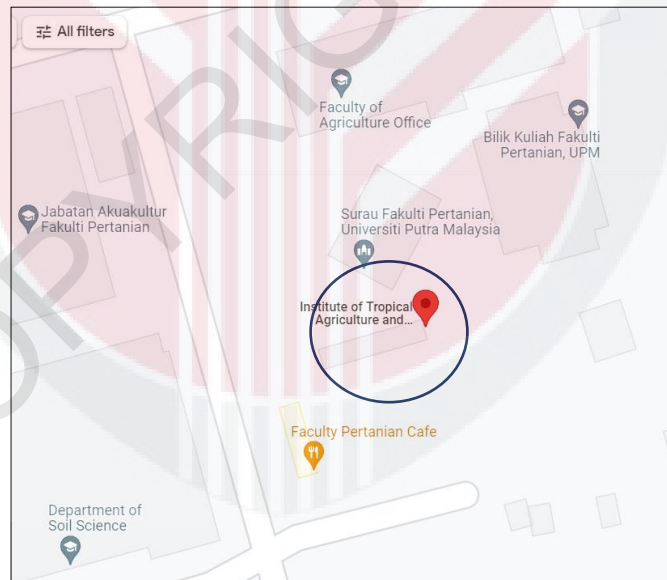 All filters
Faculty of
Agriculture Office
Bilik Kuliah Fakulti
Pertanian, UPM
Jabatan Akuakultur
Fakulti Pertanian
Surau Fakulti Pertanian,
Universiti Putra Malaysia
Institute of Tropical
Agriculture and...
Faculty Pertanian Cafe
Department of
Soil Science
OPYRIG